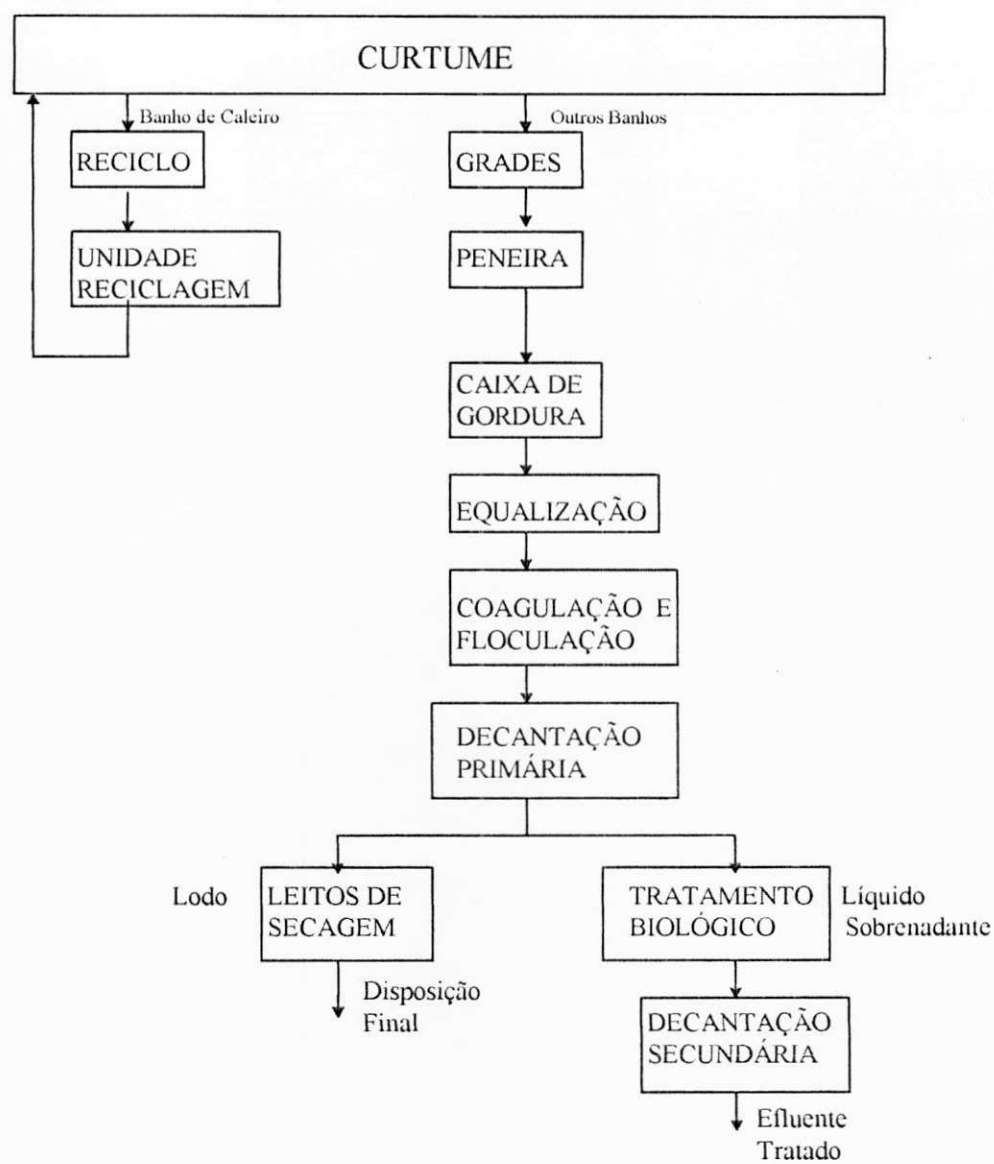 CURTUME
Banho de Caleiro
Outros Banhos
RECICLO
GRADES
UNIDADE
RECICLAGEM
PENEIRA
CAIXA DE
GORDURA
EQUALIZAÇÃO
COAGULAÇÃO E
FLOCULAÇÃO
DECANTAÇÃO
PRIMÁRIA
Lodo
LEITOS DE
SECAGEM
TRATAMENTO
BIOLÓGICO
Líquido
Sobrenadante
Disposição
Final
DECANTAÇÃO
SECUNDÁRIA
Efluente
Tratado